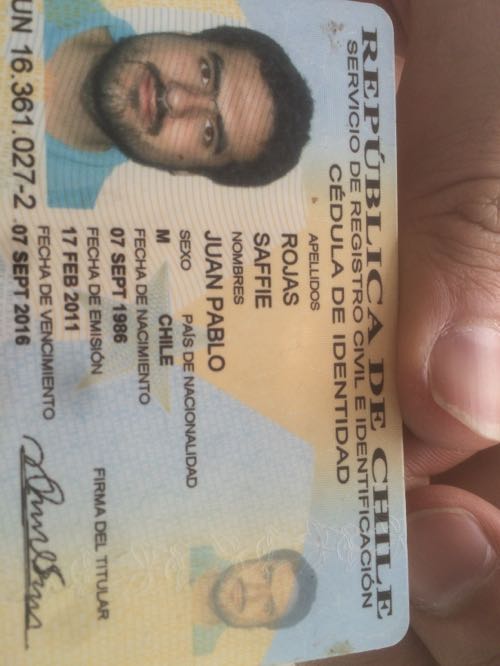 REPÚBLICA DE CHILE
SERVICIO DE REGISTRO CIVIL E IDENTIFICACIÓN
CÉDULA DE IDENTIDAD
APELLIDOS
ROJAS
SAFFIE
NOMBRES
JUAN PABLO
SEXO PAÍS DE NACIONALIDAD
M CHILE
FECHA DE NACIMIENTO
07 SEPT 1986
FECHA DE EMISIÓN
17 FEB 2011
FECHA DE VENCIMIENTO
07 SEPT 2016
FIRMA DEL TITULAR
UN 16.361.027-2